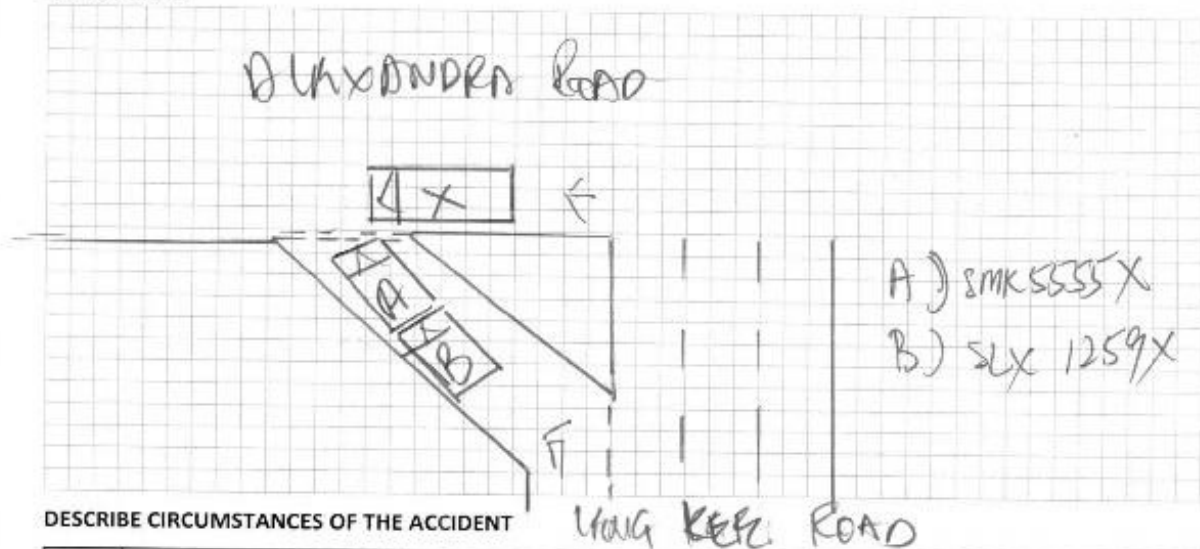 ALEXANDRA ROAD
X
A
B
A) SMK5555X
B) SLX 1259X
DESCRIBE CIRCUMSTANCES OF THE ACCIDENT
ROAD